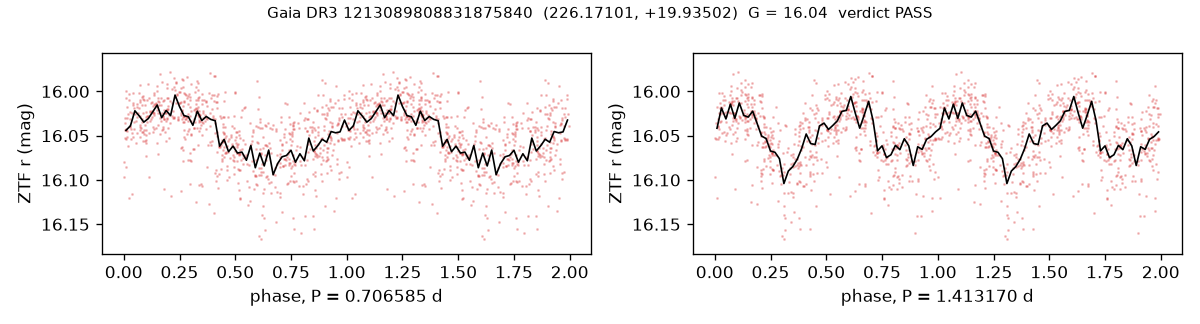 Gaia DR3 1213089808831875840 (226.17101, +19.93502) G = 16.04 verdict PASS
ZTF r (mag)
16.00
16.05
16.10
16.15
0.00 0.25 0.50 0.75 1.00 1.25 1.50 1.75 2.00
phase, P = 0.706585 d
ZTF r (mag)
16.00
16.05
16.10
16.15
0.00 0.25 0.50 0.75 1.00 1.25 1.50 1.75 2.00
phase, P = 1.413170 d